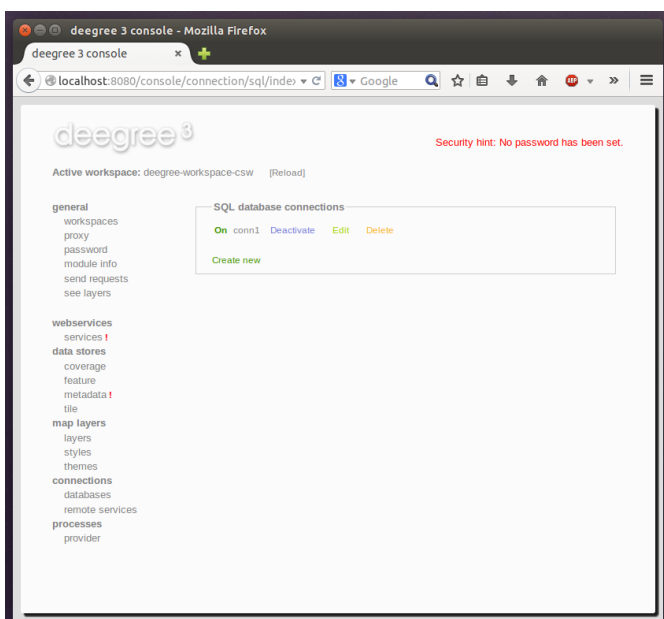 deegree 3 console - Mozilla Firefox
deegree 3 console
localhost:8080/console/connection/sql/index
Google
ABP
deegree 3
Security hint: No password has been set.
Active workspace: deegree-workspace-csw [Reload]
general
workspaces
proxy
password
module info
send requests
see layers
webservices
services !
data stores
coverage
feature
metadata !
tile
map layers
layers
styles
themes
connections
databases
remote services
processes
provider
SQL database connections
On conn1 Deactivate Edit Delete
Create new